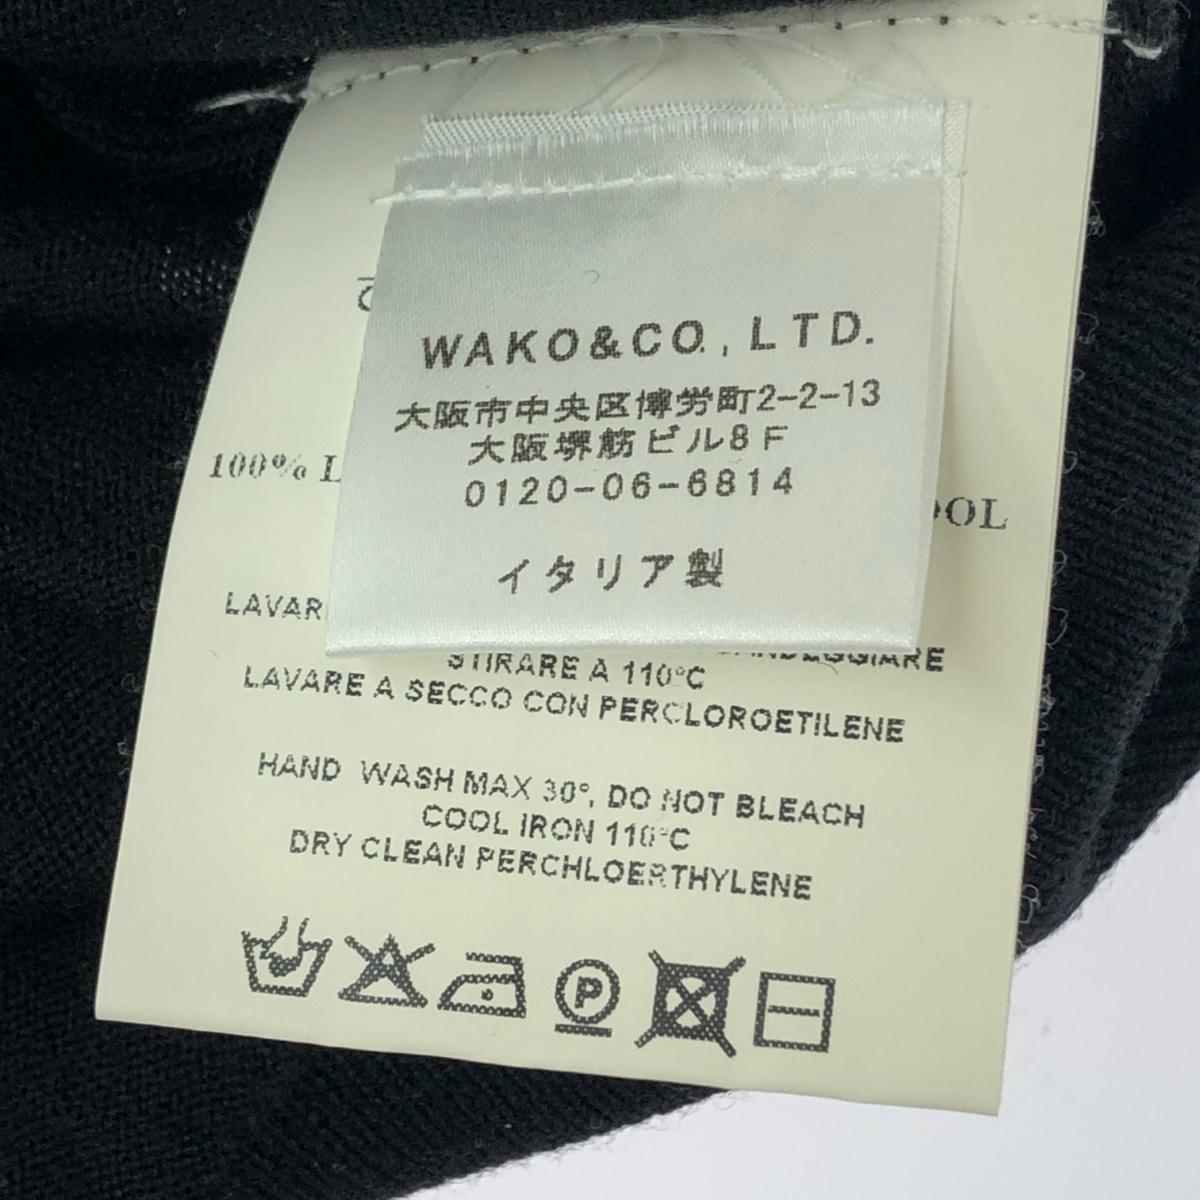 WAKO&CO., LTD.
大阪市中央区博労町2-2-13
大阪堺筋ビル8F
0120-06-6814
イタリア製
100%
STIRARE A 110°C
LAVARE A SECCO CON PERCLOROETILENE
HAND WASH MAX 30°, DO NOT BLEACH
COOL IRON 110°C
DRY CLEAN PERCHLOERTHYLENE
P